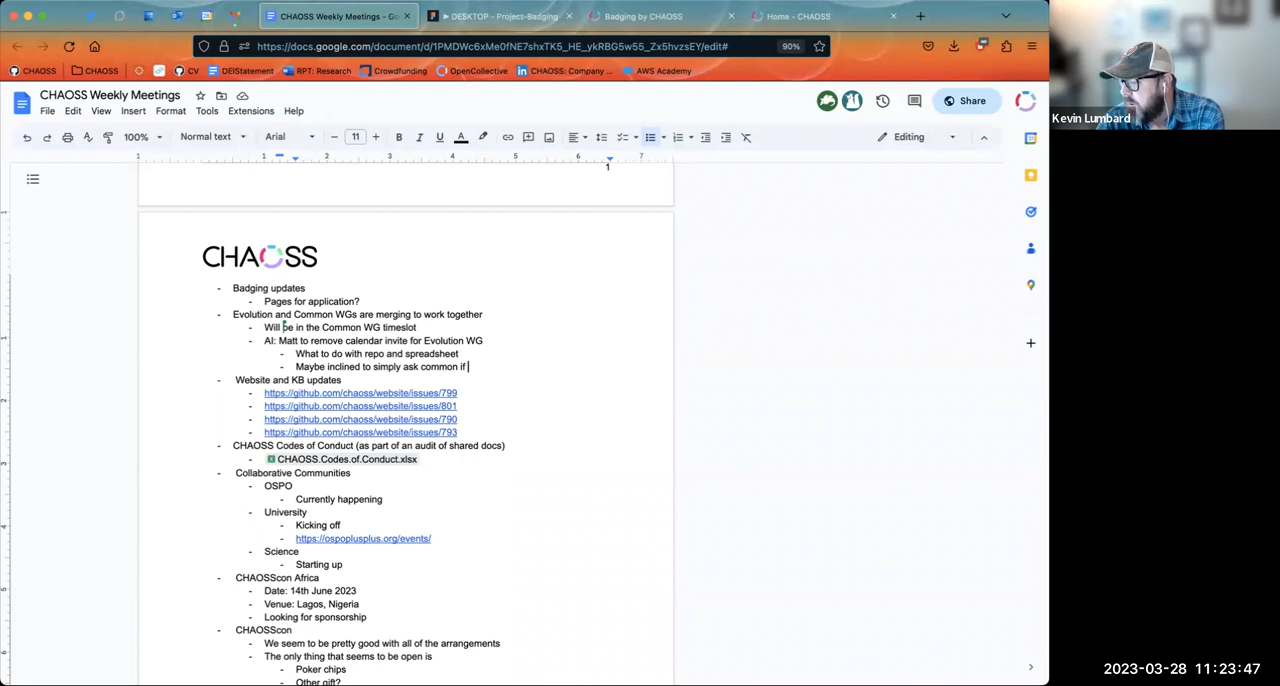 CHAOSS Weekly Meetings - Go
DESKTOP - Project-Badging
Badging by CHAOSS
Home - CHAOSS
https://docs.google.com/document/d/1PMDWc6xMe0fNE7shxTK5_HE_ykRBG5w55_Zx5hvzsEY/edit#
90%
CHAOSS
CHAOSS
CV
DEIStatement
RPT: Research
Crowdfunding
OpenCollective
CHAOSS: Company ...
AWS Academy
CHAOSS Weekly Meetings
File Edit View Insert Format Tools Extensions Help
Share
100% Normal text Arial 11 Editing
1 1 2 3 4 5 6 7
CHAOSS
- Badging updates
- Pages for application?
- Evolution and Common WGs are merging to work together
- Will be in the Common WG timeslot
- AI: Matt to remove calendar invite for Evolution WG
- What to do with repo and spreadsheet
- Maybe inclined to simply ask common if
- Website and KB updates
- https://github.com/chaoss/website/issues/799
- https://github.com/chaoss/website/issues/801
- https://github.com/chaoss/website/issues/790
- https://github.com/chaoss/website/issues/793
- CHAOSS Codes of Conduct (as part of an audit of shared docs)
- CHAOSS.Codes.of.Conduct.xlsx
- Collaborative Communities
- OSPO
- Currently happening
- University
- Kicking off
- https://ospoplusplus.org/events/
- Science
- Starting up
- CHAOSScon Africa
- Date: 14th June 2023
- Venue: Lagos, Nigeria
- Looking for sponsorship
- CHAOSScon
- We seem to be pretty good with all of the arrangements
- The only thing that seems to be open is
- Poker chips
- Other gift?
Kevin Lumbard
2023-03-28 11:23:47